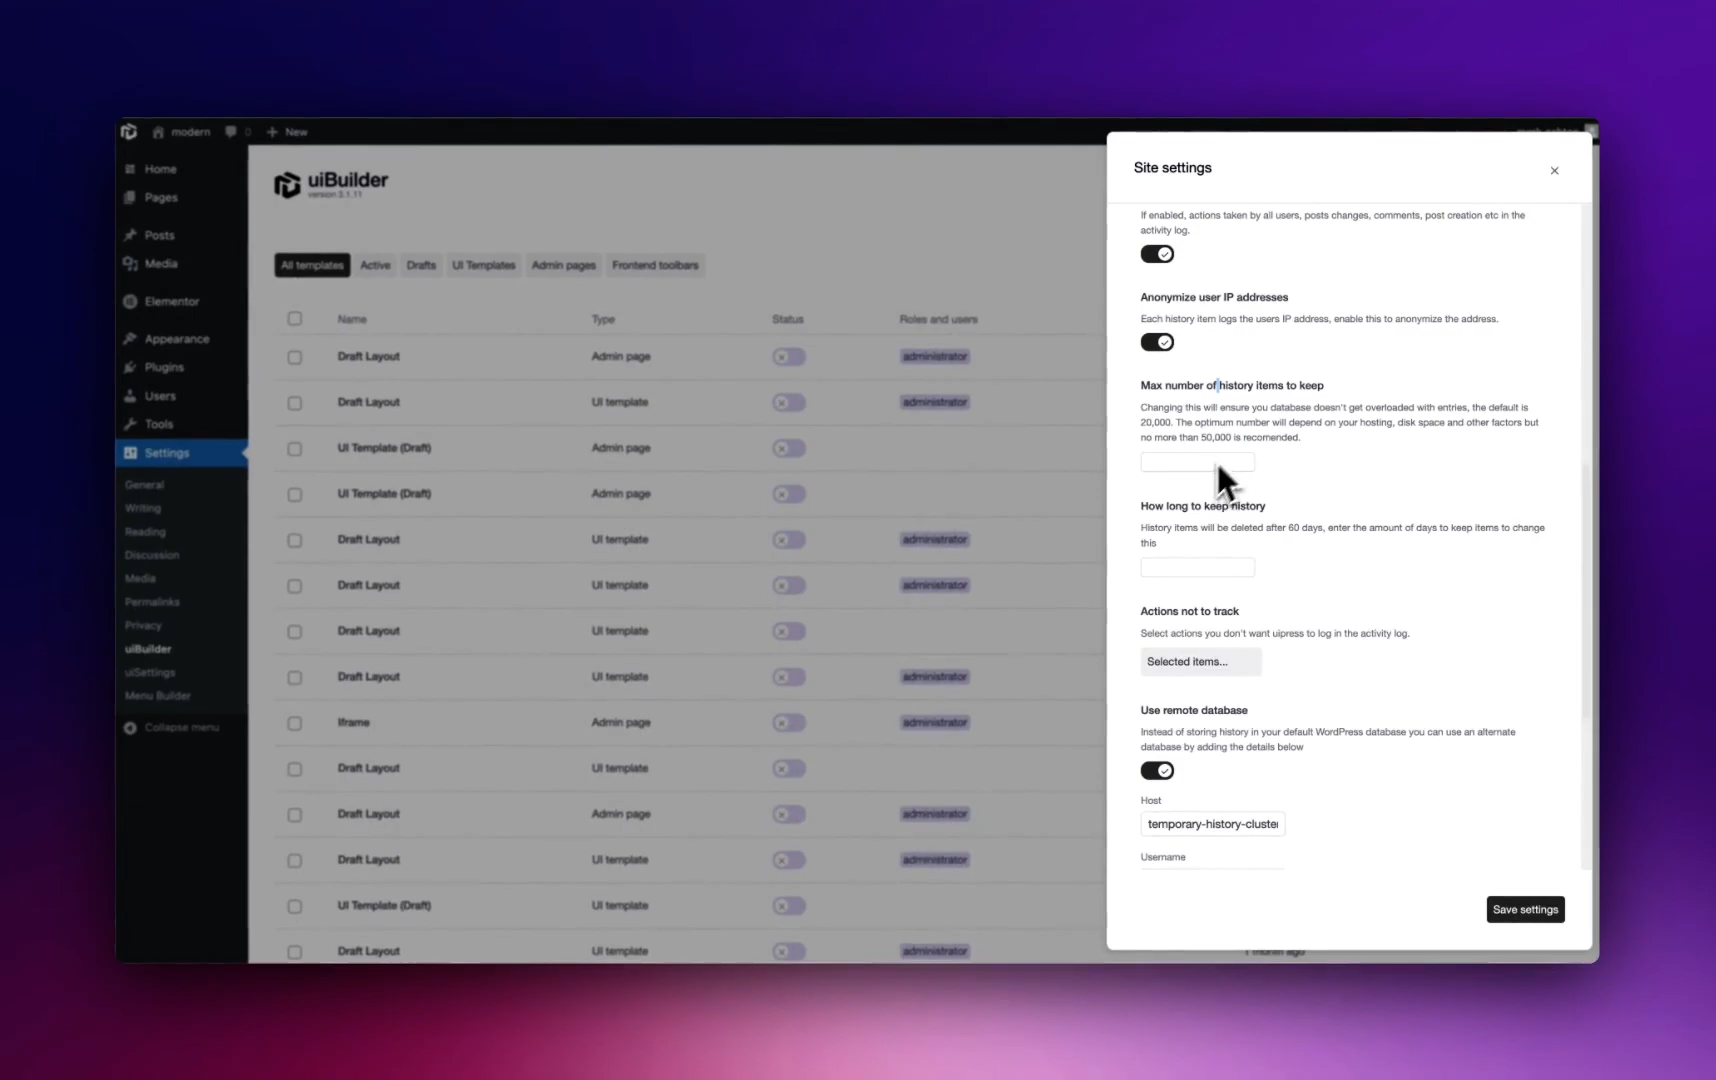 modern
0
New
Home
Pages
Posts
Media
Elementor
Appearance
Plugins
Users
Tools
Settings
General
Writing
Reading
Discussion
Media
Permalinks
Privacy
uiBuilder
uiSettings
Menu Builder
Collapse menu
uiBuilder
version 3.1.11
All templates Active Drafts UI Templates Admin pages Frontend toolbars
Name Type Status Roles and users
Draft Layout Admin page administrator
Draft Layout UI template administrator
UI Template (Draft) Admin page
UI Template (Draft) Admin page
Draft Layout UI template administrator
Draft Layout UI template administrator
Draft Layout UI template
Draft Layout UI template administrator
Iframe Admin page administrator
Draft Layout UI template
Draft Layout Admin page administrator
Draft Layout UI template administrator
UI Template (Draft) UI template
Draft Layout UI template administrator 1 month ago
Site settings
If enabled, actions taken by all users, posts changes, comments, post creation etc in the
activity log.
Anonymize user IP addresses
Each history item logs the users IP address, enable this to anonymize the address.
Max number of history items to keep
Changing this will ensure you database doesn't get overloaded with entries, the default is
20,000. The optimum number will depend on your hosting, disk space and other factors but
no more than 50,000 is recomended.
How long to keep history
History items will be deleted after 60 days, enter the amount of days to keep items to change
this
Actions not to track
Select actions you don't want uipress to log in the activity log.
Selected items...
Use remote database
Instead of storing history in your default WordPress database you can use an alternate
database by adding the details below
Host
temporary-history-cluster
Username
Save settings